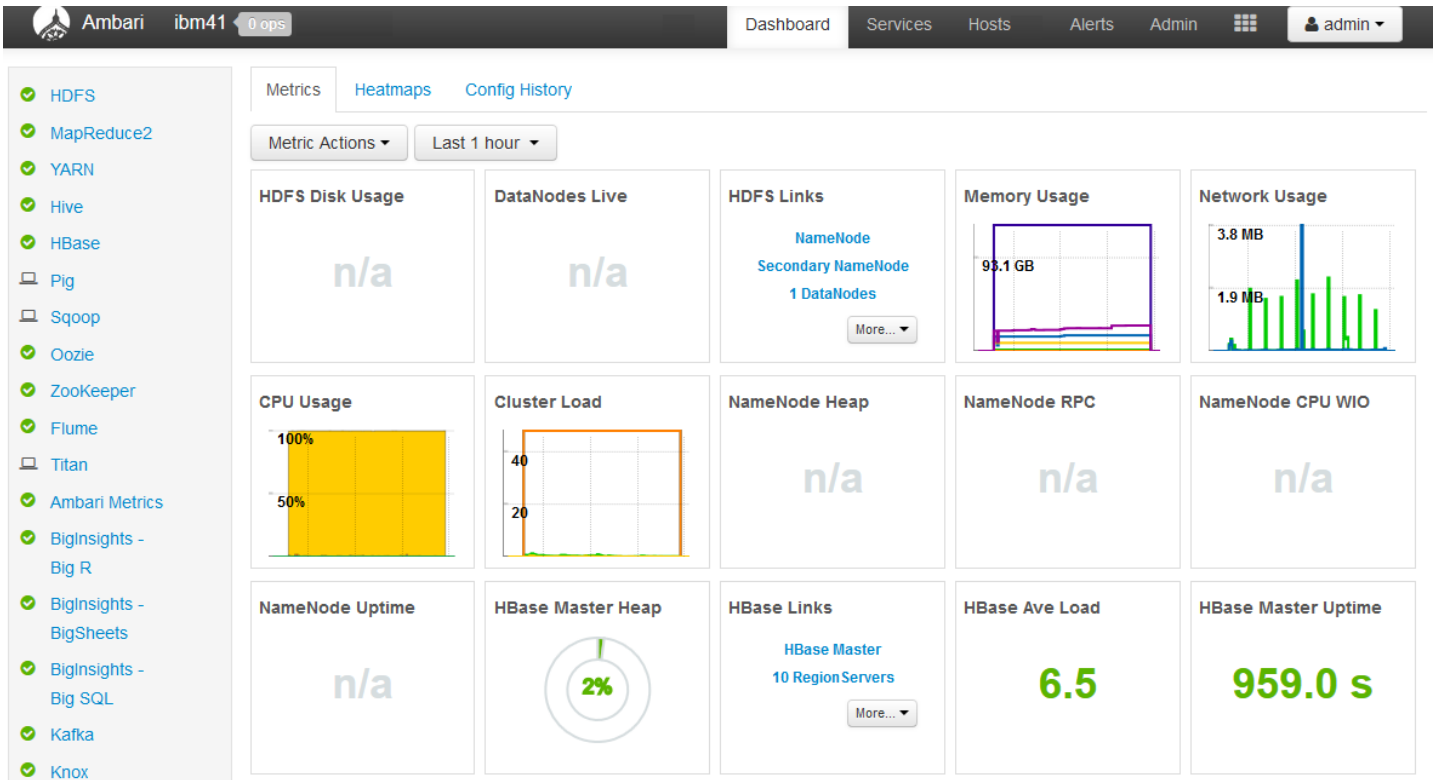 Ambari ibm41 0 ops Dashboard Services Hosts Alerts Admin admin
HDFS
MapReduce2
YARN
Hive
HBase
Pig
Sqoop
Oozie
ZooKeeper
Flume
Titan
Ambari Metrics
BigInsights -
Big R
BigInsights -
BigSheets
BigInsights -
Big SQL
Kafka
Knox
Metrics Heatmaps Config History
Metric Actions Last 1 hour
HDFS Disk Usage
n/a
DataNodes Live
n/a
HDFS Links
NameNode
Secondary NameNode
1 DataNodes
More...
Memory Usage
93.1 GB
Network Usage
3.8 MB
1.9 MB
CPU Usage
100%
50%
Cluster Load
40
20
NameNode Heap
n/a
NameNode RPC
n/a
NameNode CPU WIO
n/a
NameNode Uptime
n/a
HBase Master Heap
2%
HBase Links
HBase Master
10 RegionServers
More...
HBase Ave Load
6.5
HBase Master Uptime
959.0 s